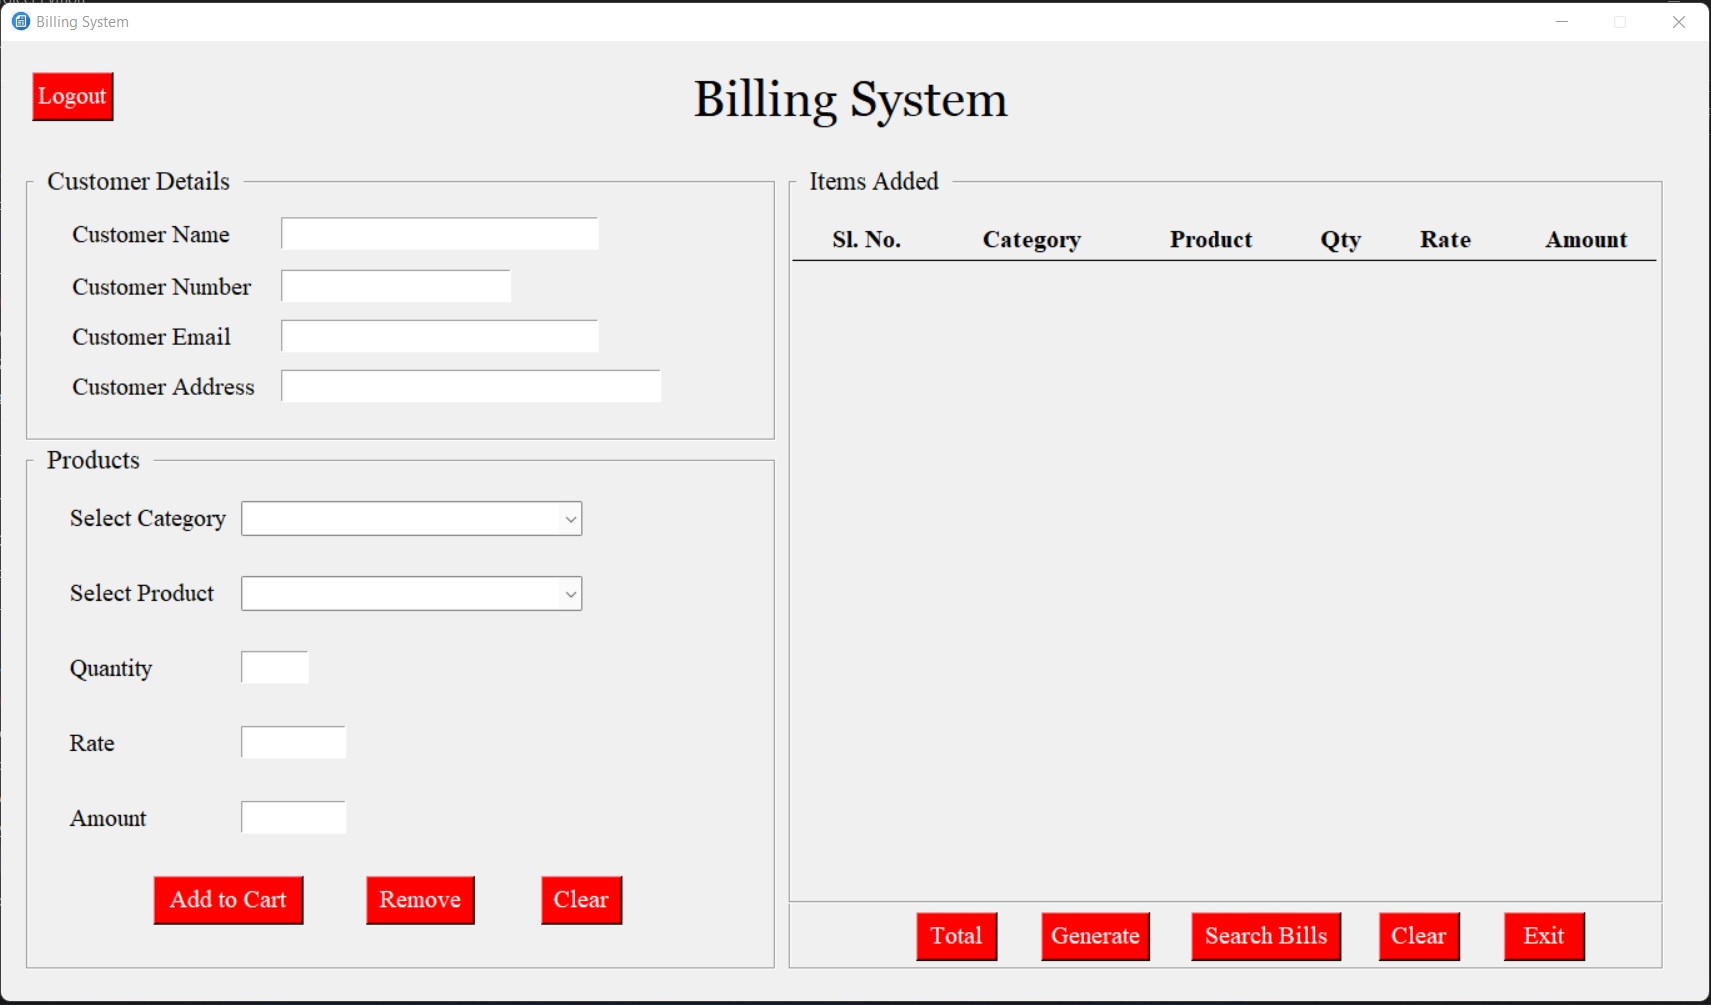 Billing System
Logout
Billing System
Customer Details
Customer Name
Customer Number
Customer Email
Customer Address
Products
Select Category
Select Product
Quantity
Rate
Amount
Add to Cart Remove Clear
Items Added
Sl. No. Category Product Qty Rate Amount
Total Generate Search Bills Clear Exit